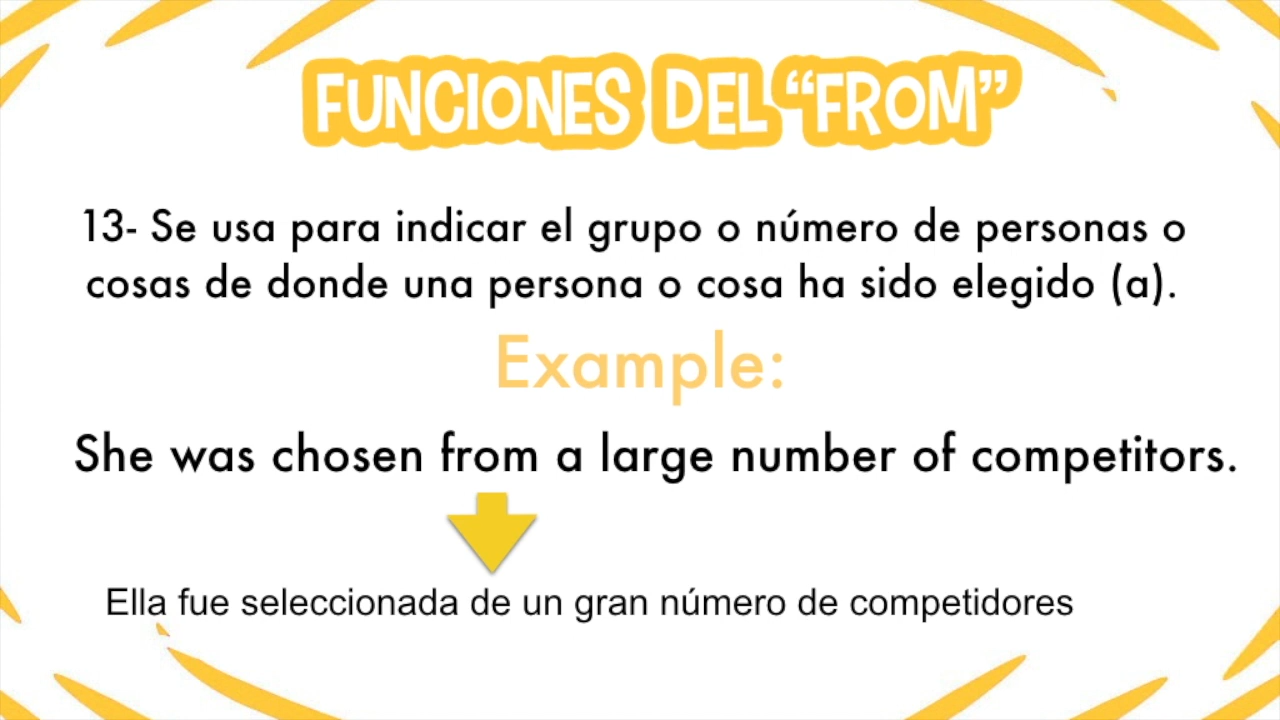 FUNCIONES DEL “FROM”
13- Se usa para indicar el grupo o número de personas o
cosas de donde una persona o cosa ha sido elegido (a).
Example:
She was chosen from a large number of competitors.
Ella fue seleccionada de un gran número de competidores